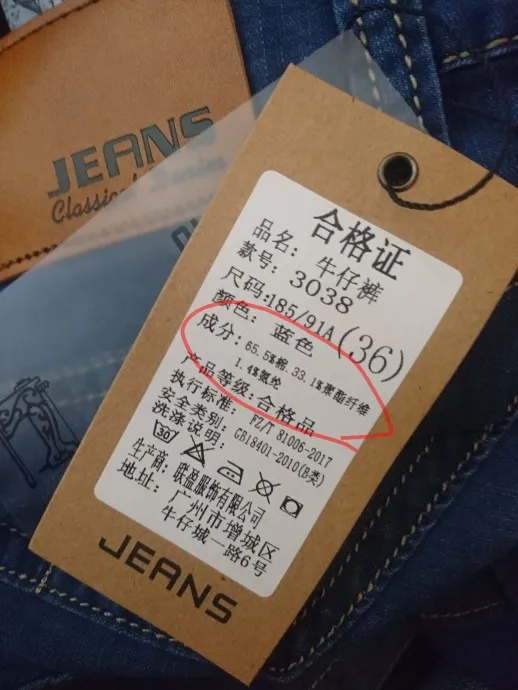 JEANS
Classical
合格证
品名: 牛仔裤
款号: 3038
尺码:185/91A(36)
颜色: 蓝色
成分: 65.5%棉.33.1%聚酯纤维
1.4%氨纶
产品等级:合格品
执行标准: FZ/T 81006-2017
安全类别: GB18401-2010(B类)
洗涤说明:
30
生产商: 联盈服饰有限公司
地址: 广州市增城区
牛仔城一路6号
JEANS